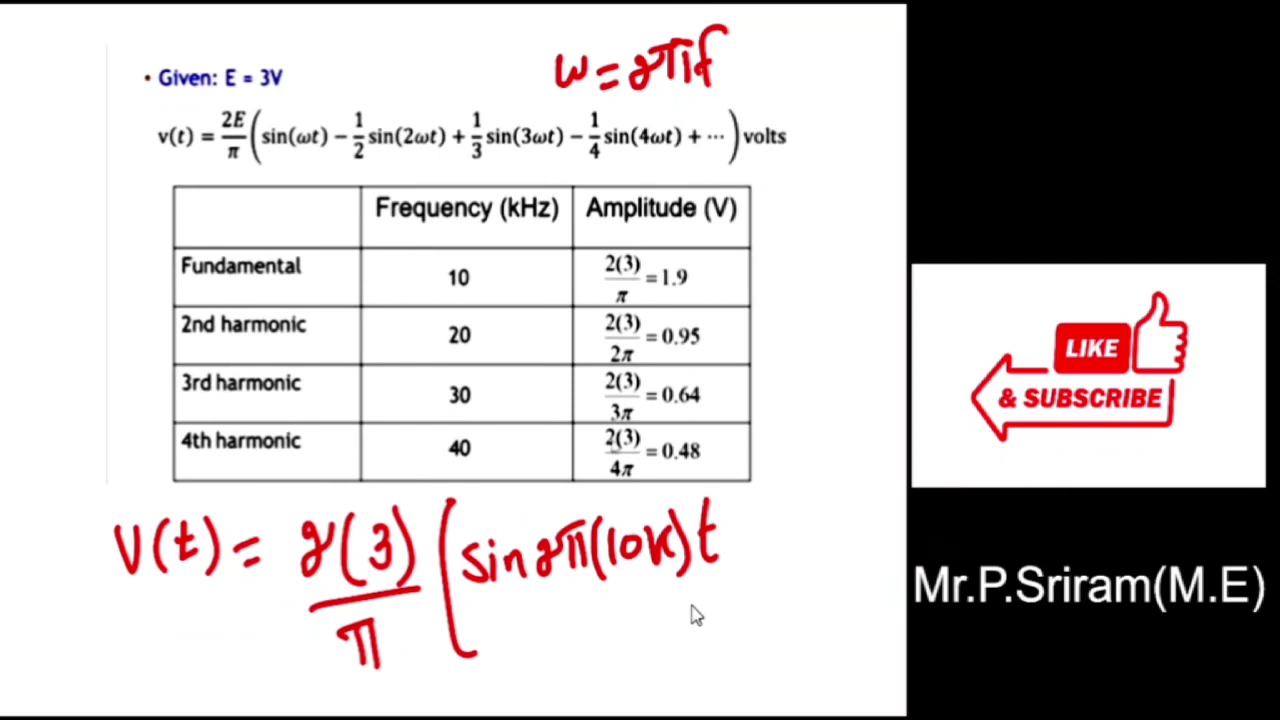 • Given: E = 3V
ω = 2πf
v(t) = 2E/π (sin(ωt) − 1/2 sin(2ωt) + 1/3 sin(3ωt) − 1/4 sin(4ωt) + ⋯) volts
Frequency (kHz) Amplitude (V)
Fundamental 10 2(3)/π = 1.9
2nd harmonic 20 2(3)/2π = 0.95
3rd harmonic 30 2(3)/3π = 0.64
4th harmonic 40 2(3)/4π = 0.48
V(t) = 2(3)/π (sin 2π(10K)t
LIKE
& SUBSCRIBE
Mr.P.Sriram(M.E)